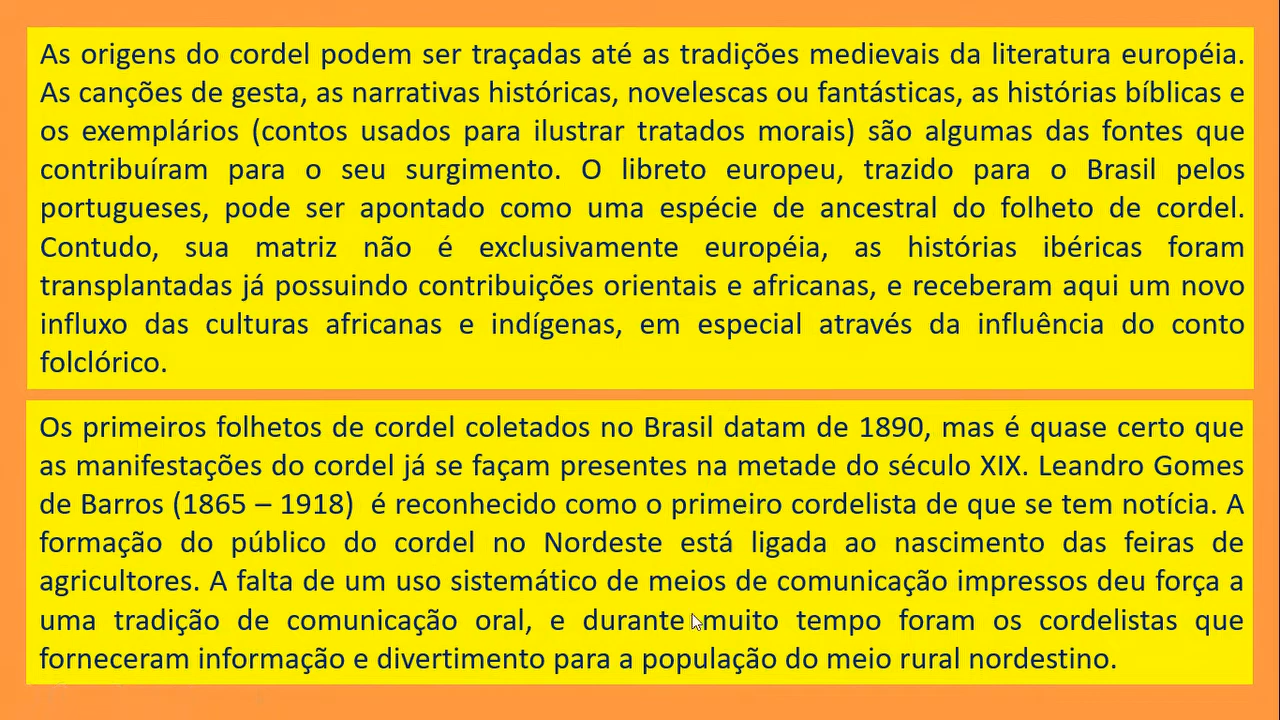 As origens do cordel podem ser traçadas até as tradições medievais da literatura européia.
As canções de gesta, as narrativas históricas, novelescas ou fantásticas, as histórias bíblicas e
os exemplários (contos usados para ilustrar tratados morais) são algumas das fontes que
contribuíram para o seu surgimento. O libreto europeu, trazido para o Brasil pelos
portugueses, pode ser apontado como uma espécie de ancestral do folheto de cordel.
Contudo, sua matriz não é exclusivamente européia, as histórias ibéricas foram
transplantadas já possuindo contribuições orientais e africanas, e receberam aqui um novo
influxo das culturas africanas e indígenas, em especial através da influência do conto
folclórico.
Os primeiros folhetos de cordel coletados no Brasil datam de 1890, mas é quase certo que
as manifestações do cordel já se façam presentes na metade do século XIX. Leandro Gomes
de Barros (1865 – 1918)  é reconhecido como o primeiro cordelista de que se tem notícia. A
formação do público do cordel no Nordeste está ligada ao nascimento das feiras de
agricultores. A falta de um uso sistemático de meios de comunicação impressos deu força a
uma tradição de comunicação oral, e durante muito tempo foram os cordelistas que
forneceram informação e divertimento para a população do meio rural nordestino.